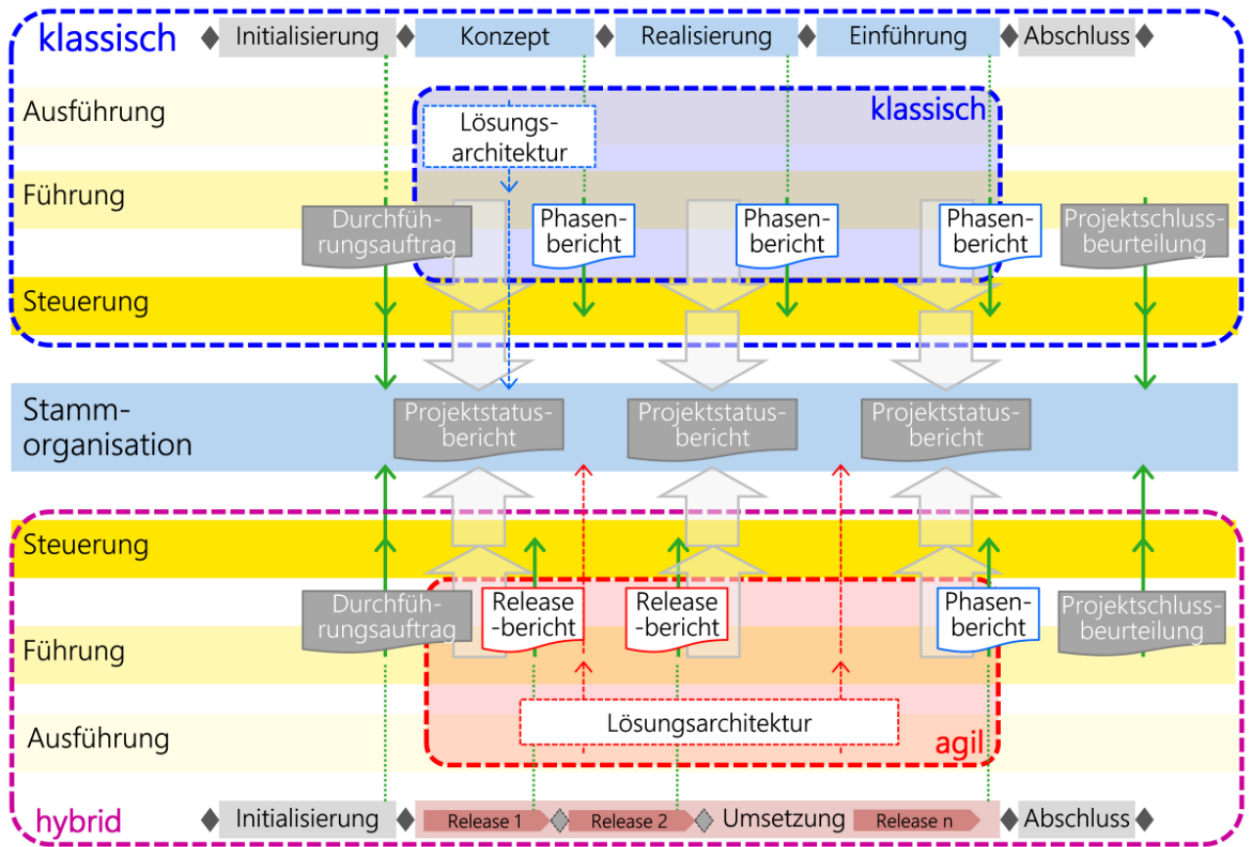 klassisch
Initialisierung
Konzept
Realisierung
Einführung
Abschluss
Ausführung
klassisch
Lösungs-
architektur
Führung
Durchfüh-
rungsauftrag
Phasen-
bericht
Phasen-
bericht
Phasen-
bericht
Projektschluss-
beurteilung
Steuerung
Stamm-
organisation
Projektstatus-
bericht
Projektstatus-
bericht
Projektstatus-
bericht
Steuerung
Durchfüh-
rungsauftrag
Release
-bericht
Release
-bericht
Phasen-
bericht
Projektschluss-
beurteilung
Führung
Lösungsarchitektur
Ausführung
agil
hybrid
Initialisierung
Release 1
Release 2
Umsetzung
Release n
Abschluss